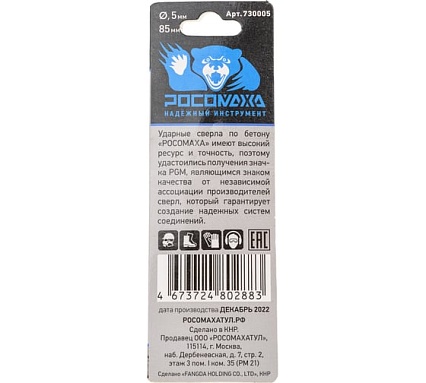 Ø, 5 мм
Арт.730005
85мм
РОСОМАХА
НАДЕЖНЫЙ ИНСТРУМЕНТ
Ударные сверла по бетону
«РОСОМАХА» имеют высокий
ресурс и точность, поэтому
удостоились получения знач-
ка PGM, являющимся знаком
качества от независимой
ассоциации производителей
сверл, который гарантирует
создание надежных систем
соединений.
EAC
4 673724 802883
дата производства ДЕКАБРЬ 2022
РОСОМАХАТУЛ.РФ
Сделано в КНР.
Продавец ООО «РОСОМАХАТУЛ»,
115114, г. Москва,
наб. Дербеневская, д. 7, стр. 2,
этаж 3 пом. I ком. 35 (РМ 21)
Сделано «FANGDA HOLDING CO., LTD», КНР